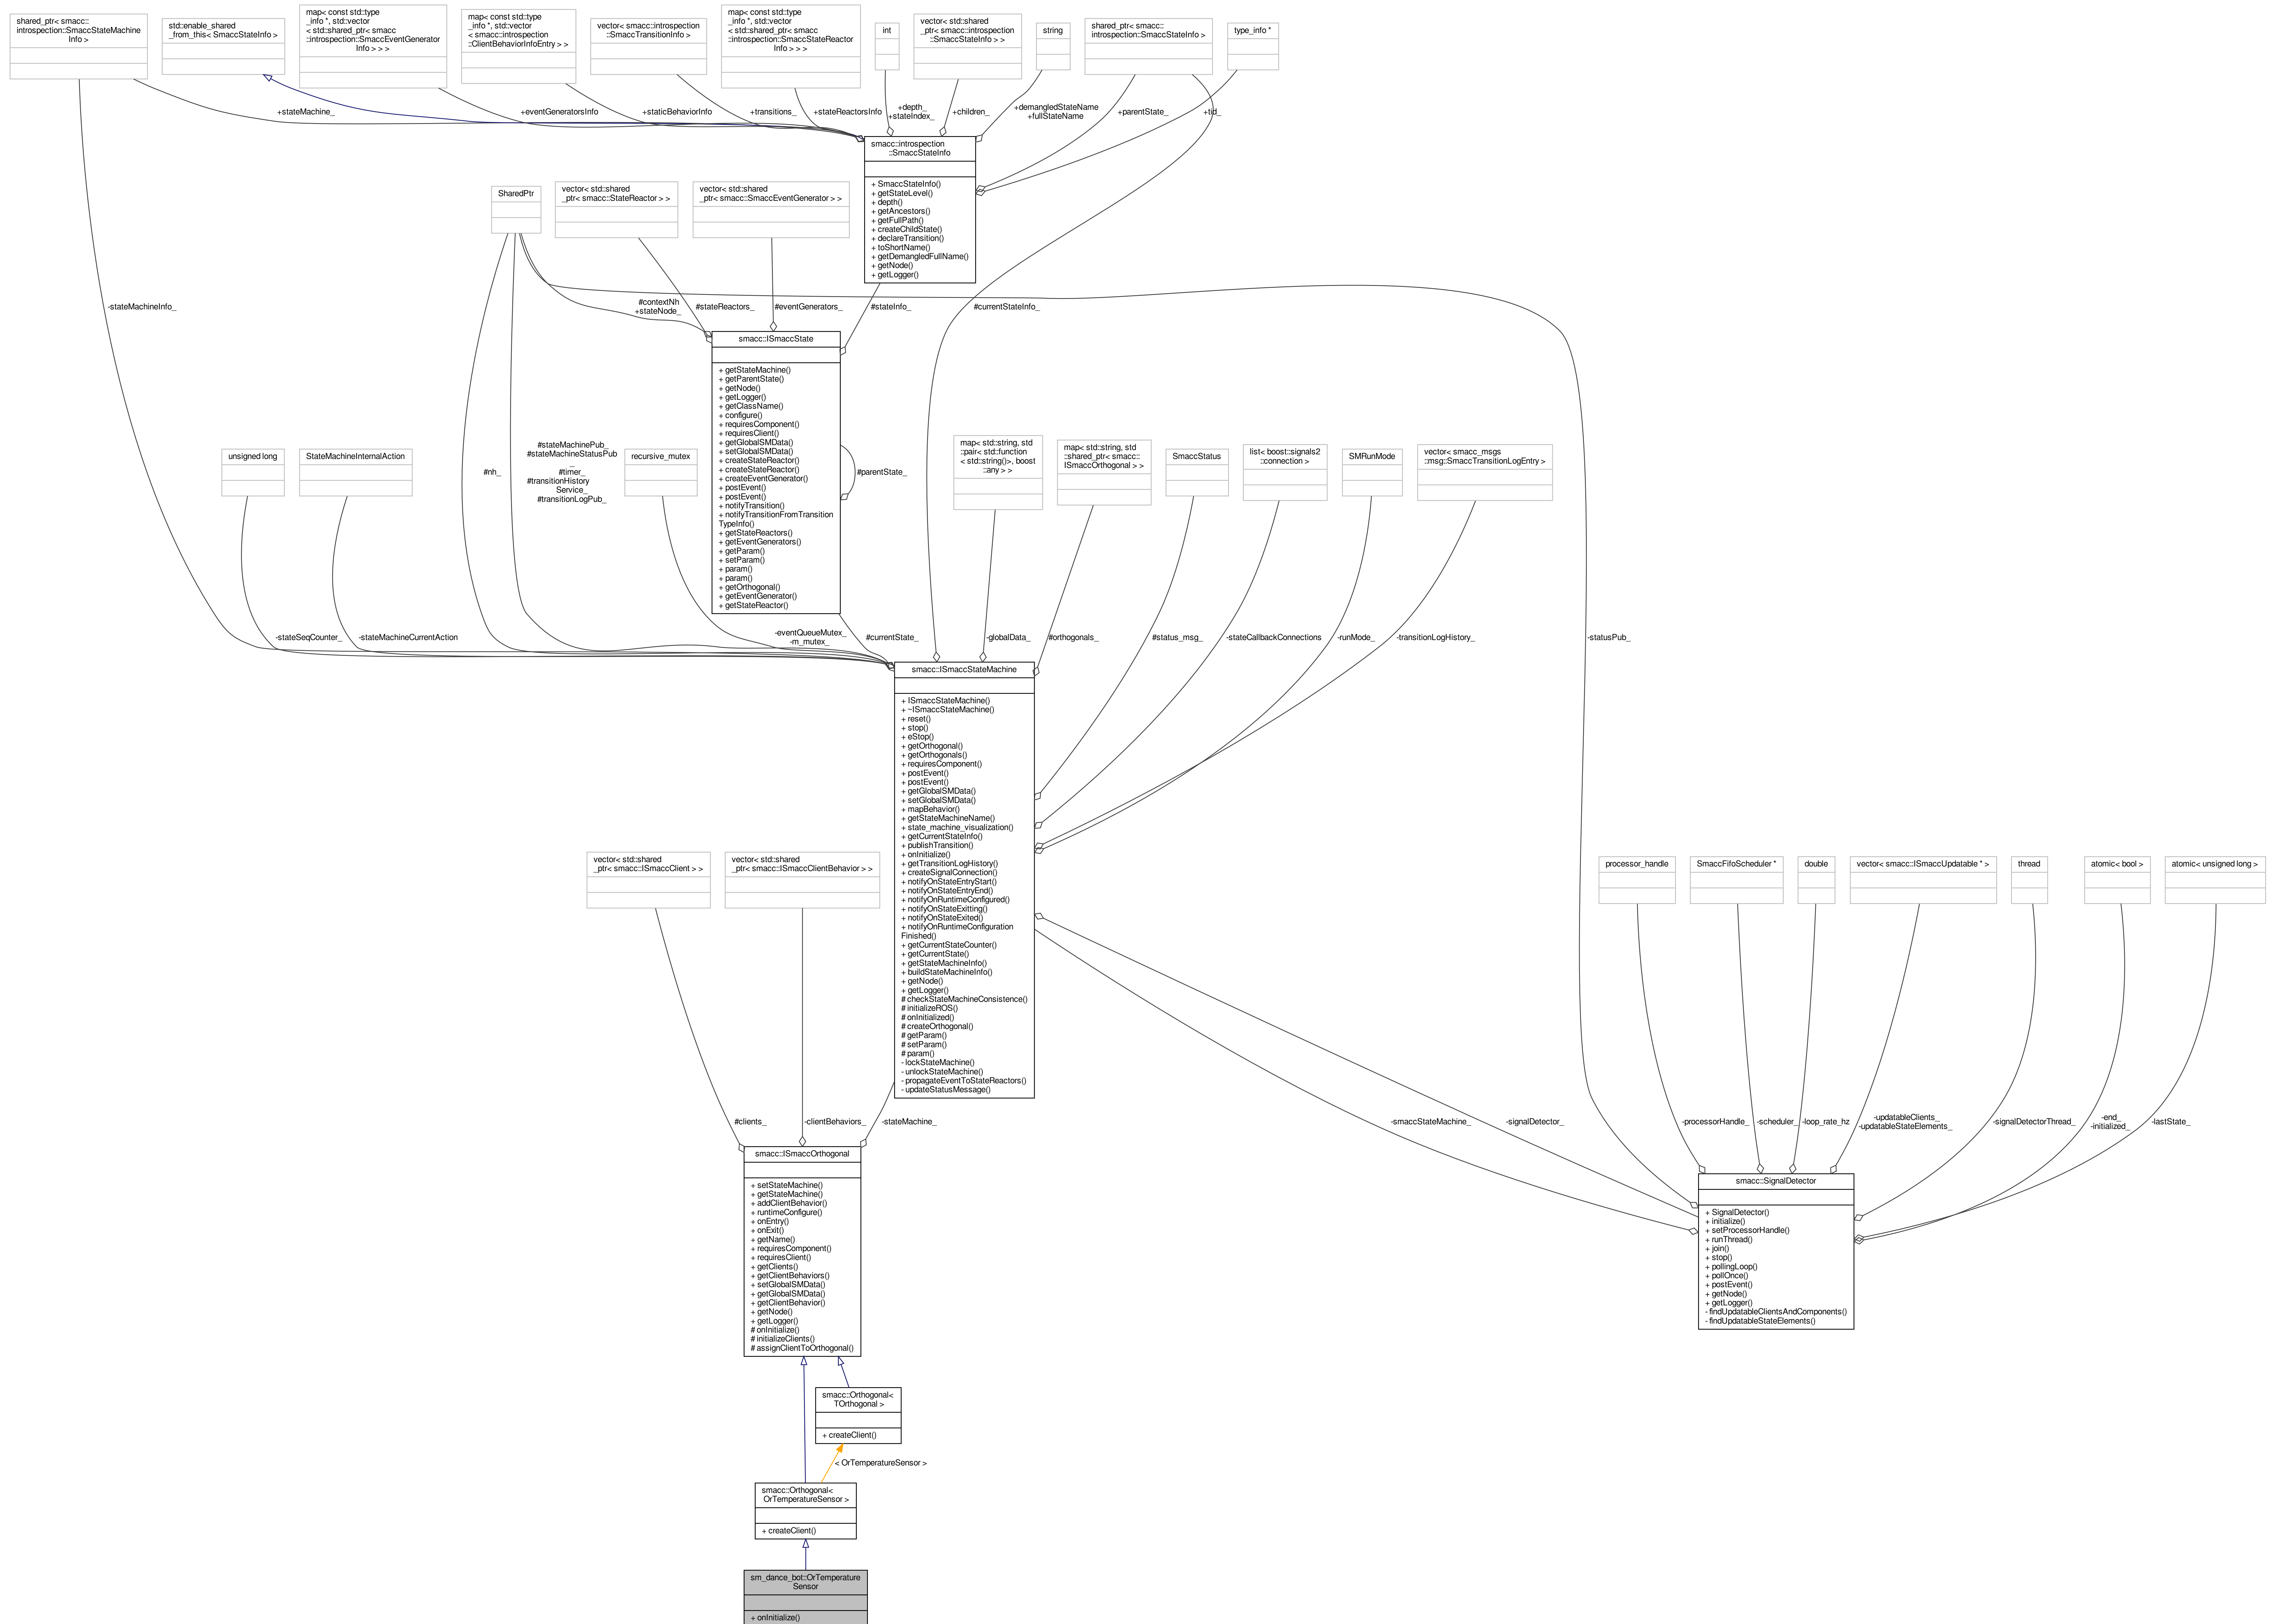 shared_ptr< smacc::
introspection::SmaccStateMachine
Info >
std::enable_shared
_from_this< SmaccStateInfo >
map< const std::type
_info *, std::vector
< std::shared_ptr< smacc
::introspection::SmaccEventGenerator
Info > > >
map< const std::type
_info *, std::vector
< smacc::introspection
::ClientBehaviorInfoEntry > >
vector< smacc::introspection
::SmaccTransitionInfo >
map< const std::type
_info *, std::vector
< std::shared_ptr< smacc
::introspection::SmaccStateReactor
Info > > >
int
vector< std::shared
_ptr< smacc::introspection
::SmaccStateInfo > >
string
shared_ptr< smacc::
introspection::SmaccStateInfo >
type_info *
+stateMachine_
+eventGeneratorsInfo
+staticBehaviorInfo
+transitions_
+stateReactorsInfo
+depth_
+stateIndex_
+children_
+demangledStateName
+fullStateName
+parentState_
+tid_
smacc::introspection
::SmaccStateInfo
+ SmaccStateInfo()
+ getStateLevel()
+ depth()
+ getAncestors()
+ getFullPath()
+ createChildState()
+ declareTransition()
+ toShortName()
+ getDemangledFullName()
+ getNode()
+ getLogger()
SharedPtr
vector< std::shared
_ptr< smacc::StateReactor > >
vector< std::shared
_ptr< smacc::SmaccEventGenerator > >
-stateMachineInfo_
#contextNh
+stateNode_
#stateReactors_
#eventGenerators_
#stateInfo_
#currentStateInfo_
smacc::ISmaccState
+ getStateMachine()
+ getParentState()
+ getNode()
+ getLogger()
+ getClassName()
+ configure()
+ requiresComponent()
+ requiresClient()
+ getGlobalSMData()
+ setGlobalSMData()
+ createStateReactor()
+ createStateReactor()
+ createEventGenerator()
+ postEvent()
+ postEvent()
+ notifyTransition()
+ notifyTransitionFromTransition
TypeInfo()
+ getStateReactors()
+ getEventGenerators()
+ getParam()
+ setParam()
+ param()
+ param()
+ getOrthogonal()
+ getEventGenerator()
+ getStateReactor()
#parentState_
unsigned long
StateMachineInternalAction
#nh_
#stateMachinePub_
#stateMachineStatusPub
_
#timer_
#transitionHistory
Service_
#transitionLogPub_
recursive_mutex
map< std::string, std
::pair< std::function
< std::string()>, boost
::any > >
map< std::string, std
::shared_ptr< smacc::
ISmaccOrthogonal > >
SmaccStatus
list< boost::signals2
::connection >
SMRunMode
vector< smacc_msgs
::msg::SmaccTransitionLogEntry >
-stateSeqCounter_
-stateMachineCurrentAction
-eventQueueMutex_
-m_mutex_
#currentState_
-globalData_
#orthogonals_
#status_msg_
-stateCallbackConnections
-runMode_
-transitionLogHistory_
-statusPub_
smacc::ISmaccStateMachine
+ ISmaccStateMachine()
+ ~ISmaccStateMachine()
+ reset()
+ stop()
+ eStop()
+ getOrthogonal()
+ getOrthogonals()
+ requiresComponent()
+ postEvent()
+ postEvent()
+ getGlobalSMData()
+ setGlobalSMData()
+ mapBehavior()
+ getStateMachineName()
+ state_machine_visualization()
+ getCurrentStateInfo()
+ publishTransition()
+ onInitialize()
+ getTransitionLogHistory()
+ createSignalConnection()
+ notifyOnStateEntryStart()
+ notifyOnStateEntryEnd()
+ notifyOnRuntimeConfigured()
+ notifyOnStateExitting()
+ notifyOnStateExited()
+ notifyOnRuntimeConfiguration
Finished()
+ getCurrentStateCounter()
+ getCurrentState()
+ getStateMachineInfo()
+ buildStateMachineInfo()
+ getNode()
+ getLogger()
# checkStateMachineConsistence()
# initializeROS()
# onInitialized()
# createOrthogonal()
# getParam()
# setParam()
# param()
- lockStateMachine()
- unlockStateMachine()
- propagateEventToStateReactors()
- updateStatusMessage()
vector< std::shared
_ptr< smacc::ISmaccClient > >
vector< std::shared
_ptr< smacc::ISmaccClientBehavior > >
processor_handle
SmaccFifoScheduler *
double
vector< smacc::ISmaccUpdatable * >
thread
atomic< bool >
atomic< unsigned long >
#clients_
-clientBehaviors_
-stateMachine_
-smaccStateMachine_
-signalDetector_
-processorHandle_
-scheduler_
-loop_rate_hz
-updatableClients_
-updatableStateElements_
-signalDetectorThread_
-end_
-initialized_
-lastState_
smacc::ISmaccOrthogonal
+ setStateMachine()
+ getStateMachine()
+ addClientBehavior()
+ runtimeConfigure()
+ onEntry()
+ onExit()
+ getName()
+ requiresComponent()
+ requiresClient()
+ getClients()
+ getClientBehaviors()
+ setGlobalSMData()
+ getGlobalSMData()
+ getClientBehavior()
+ getNode()
+ getLogger()
# onInitialize()
# initializeClients()
# assignClientToOrthogonal()
smacc::SignalDetector
+ SignalDetector()
+ initialize()
+ setProcessorHandle()
+ runThread()
+ join()
+ stop()
+ pollingLoop()
+ pollOnce()
+ postEvent()
+ getNode()
+ getLogger()
- findUpdatableClientsAndComponents()
- findUpdatableStateElements()
smacc::Orthogonal<
TOrthogonal >
+ createClient()
< OrTemperatureSensor >
smacc::Orthogonal<
OrTemperatureSensor >
+ createClient()
sm_dance_bot::OrTemperature
Sensor
+ onInitialize()